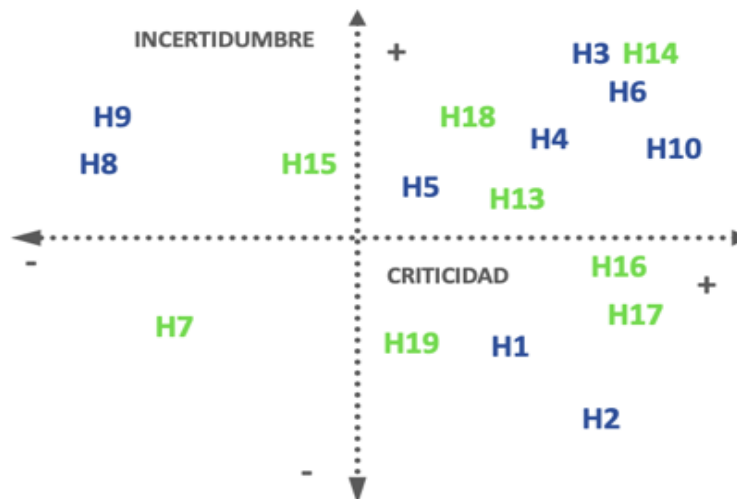 INCERTIDUMBRE
+
H3 H14
H6
H9
H18
H4
H10
H8
H15
H5
H13
-
CRITICIDAD
H16
+
H17
H7
H19
H1
H2
-